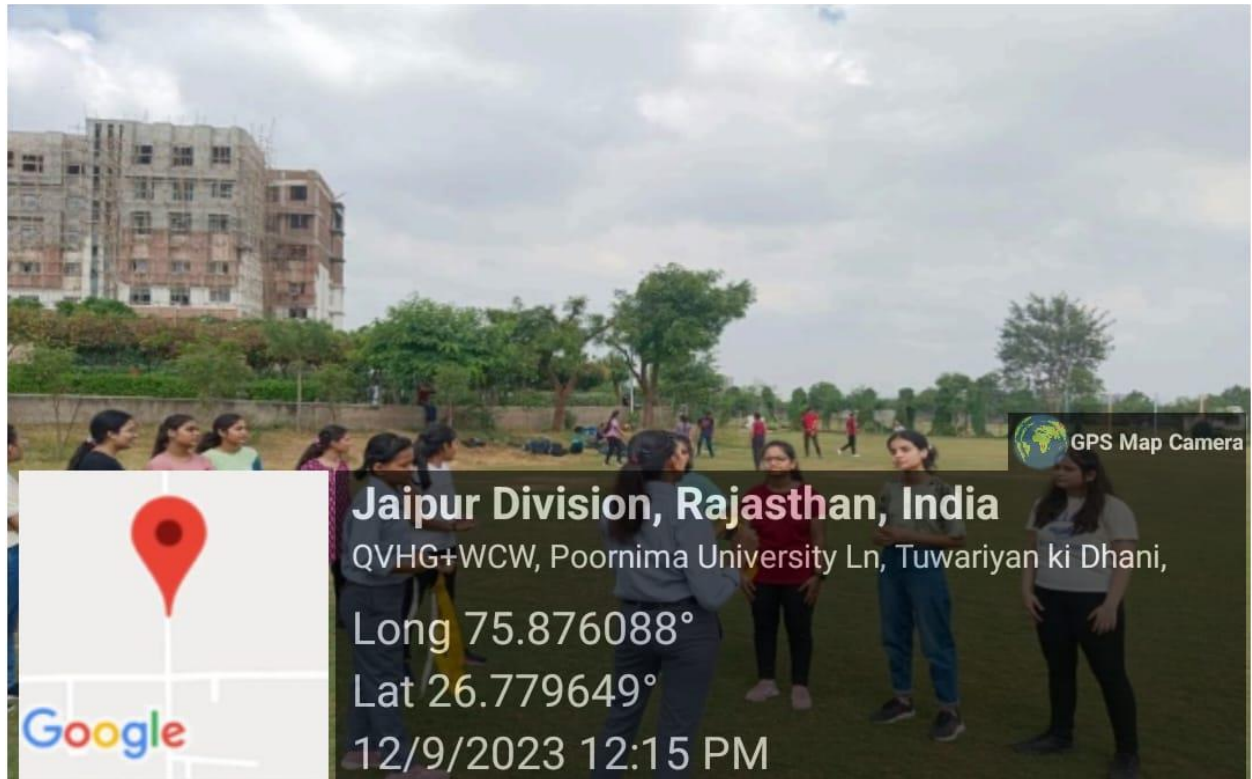 GPS Map Camera
Jaipur Division, Rajasthan, India
QVHG+WCW, Poornima University Ln, Tuwariyan ki Dhani,
Long 75.876088°
Lat 26.779649°
12/9/2023 12:15 PM
Google